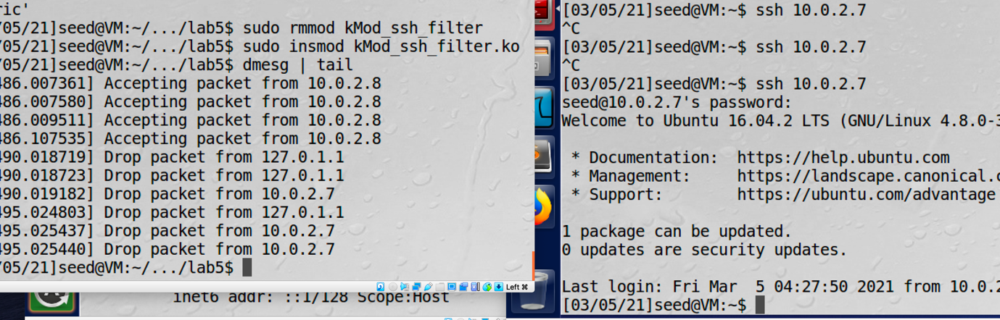 ric'
05/21]seed@VM:~/.../lab5$ sudo rmmod kMod_ssh_filter
05/21]seed@VM:~/.../lab5$ sudo insmod kMod_ssh_filter.ko
05/21]seed@VM:~/.../lab5$ dmesg | tail
486.007361] Accepting packet from 10.0.2.8
486.007580] Accepting packet from 10.0.2.8
486.009511] Accepting packet from 10.0.2.8
486.107535] Accepting packet from 10.0.2.8
490.018719] Drop packet from 127.0.1.1
490.018723] Drop packet from 127.0.1.1
490.019182] Drop packet from 10.0.2.7
495.024803] Drop packet from 127.0.1.1
495.025437] Drop packet from 10.0.2.7
495.025440] Drop packet from 10.0.2.7
/05/21]seed@VM:~/.../lab5$
Left ⌘
inet6 addr: ::1/128 Scope:Host
[03/05/21]seed@VM:~$ ssh 10.0.2.7
^C
[03/05/21]seed@VM:~$ ssh 10.0.2.7
^C
[03/05/21]seed@VM:~$ ssh 10.0.2.7
seed@10.0.2.7's password:
Welcome to Ubuntu 16.04.2 LTS (GNU/Linux 4.8.0-3
* Documentation: https://help.ubuntu.com
* Management: https://landscape.canonical.c
* Support: https://ubuntu.com/advantage
1 package can be updated.
0 updates are security updates.
Last login: Fri Mar 5 04:27:50 2021 from 10.0.2
[03/05/21]seed@VM:~$